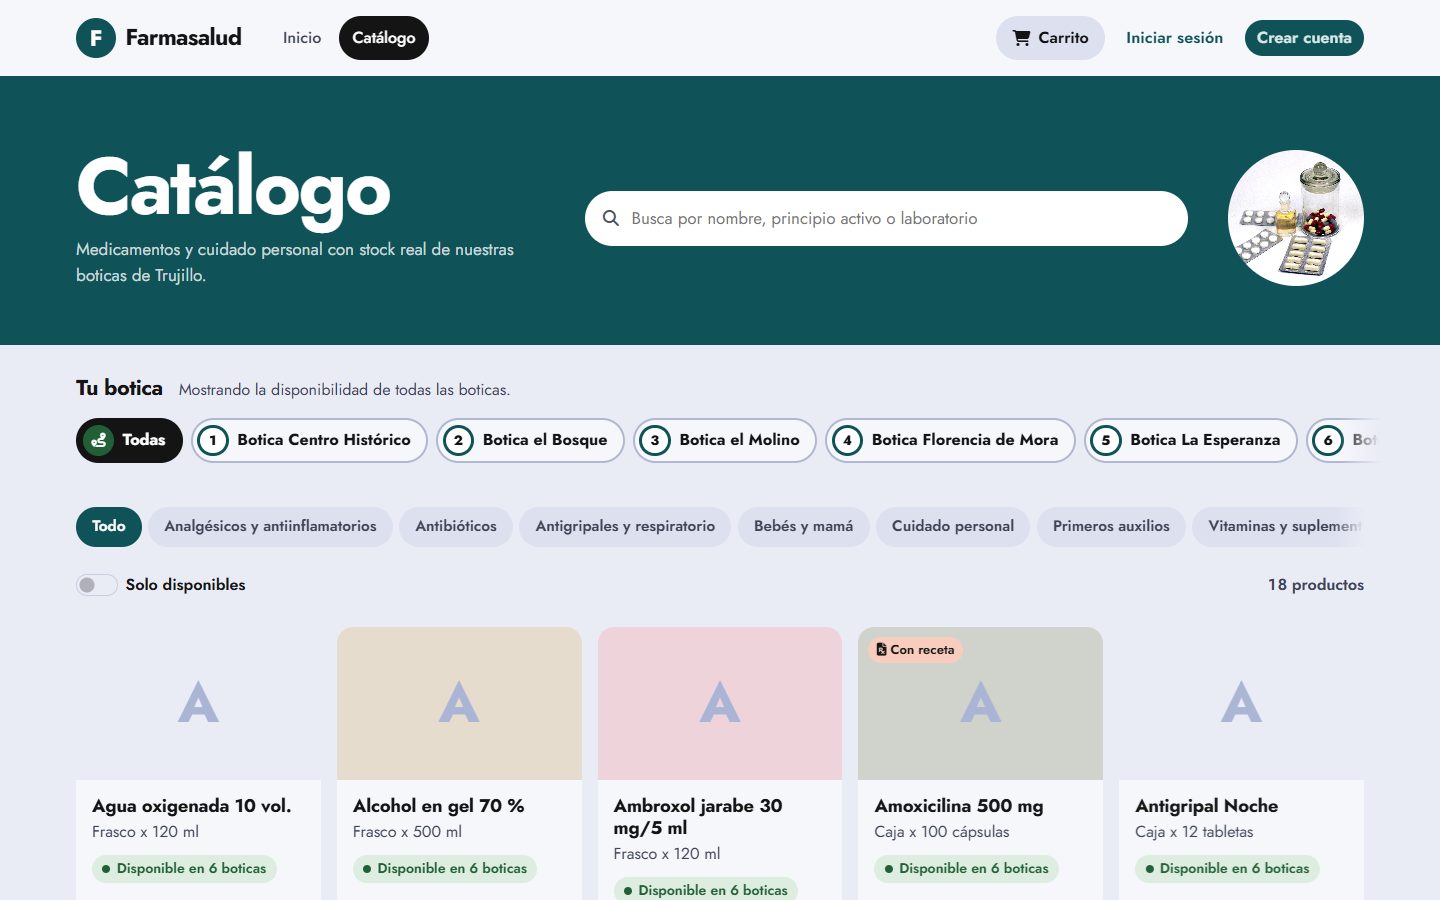 F Farmasalud Inicio Catálogo Carrito Iniciar sesión Crear cuenta
Catálogo
Medicamentos y cuidado personal con stock real de nuestras
boticas de Trujillo.
Busca por nombre, principio activo o laboratorio
Tu botica Mostrando la disponibilidad de todas las boticas.
Todas 1 Botica Centro Histórico 2 Botica el Bosque 3 Botica el Molino 4 Botica Florencia de Mora 5 Botica La Esperanza 6
Todo Analgésicos y antiinflamatorios Antibióticos Antigripales y respiratorio Bebés y mamá Cuidado personal Primeros auxilios Vitaminas y suplement
Solo disponibles 18 productos
Con receta
A A A A A
Agua oxigenada 10 vol.
Frasco x 120 ml
Disponible en 6 boticas
Alcohol en gel 70 %
Frasco x 500 ml
Disponible en 6 boticas
Ambroxol jarabe 30
mg/5 ml
Frasco x 120 ml
Disponible en 6 boticas
Amoxicilina 500 mg
Caja x 100 cápsulas
Disponible en 6 boticas
Antigripal Noche
Caja x 12 tabletas
Disponible en 6 boticas